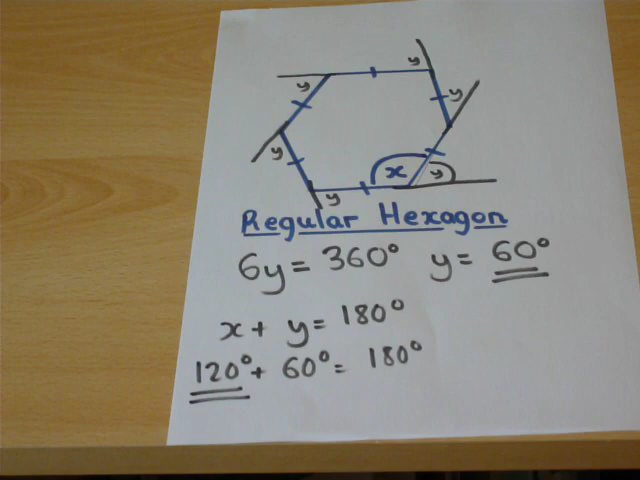 y
y
y
y
y
x y
y
Regular Hexagon
6y = 360° y = 60°
x + y = 180°
120° + 60° = 180°